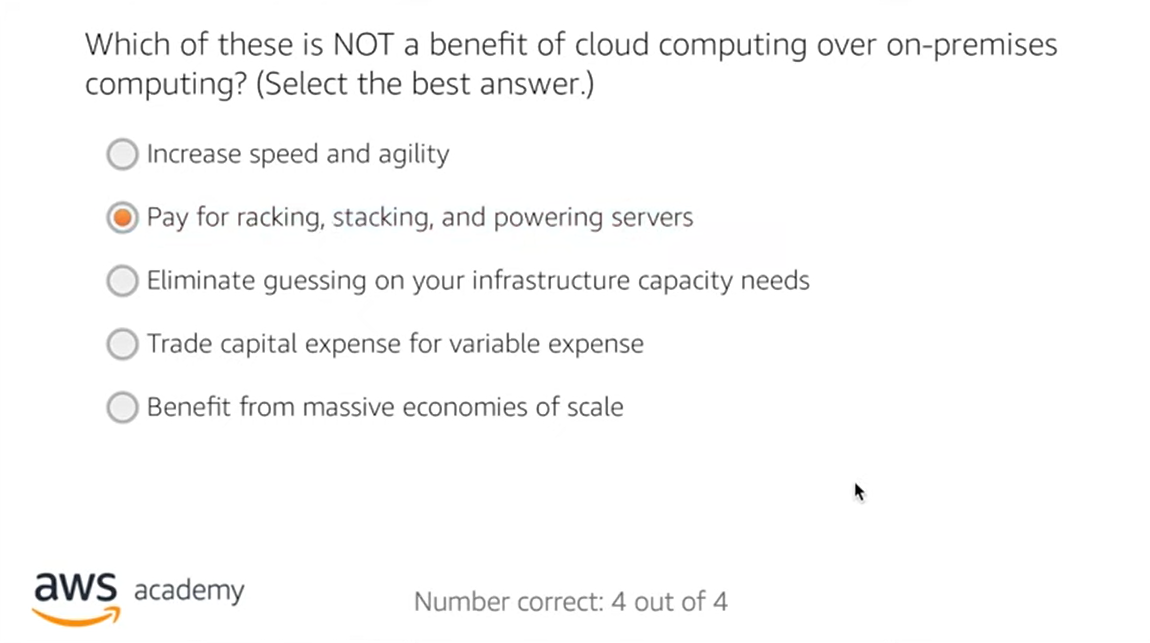 Which of these is NOT a benefit of cloud computing over on-premises
computing? (Select the best answer.)
Increase speed and agility
Pay for racking, stacking, and powering servers
Eliminate guessing on your infrastructure capacity needs
Trade capital expense for variable expense
Benefit from massive economies of scale
aws academy
Number correct: 4 out of 4